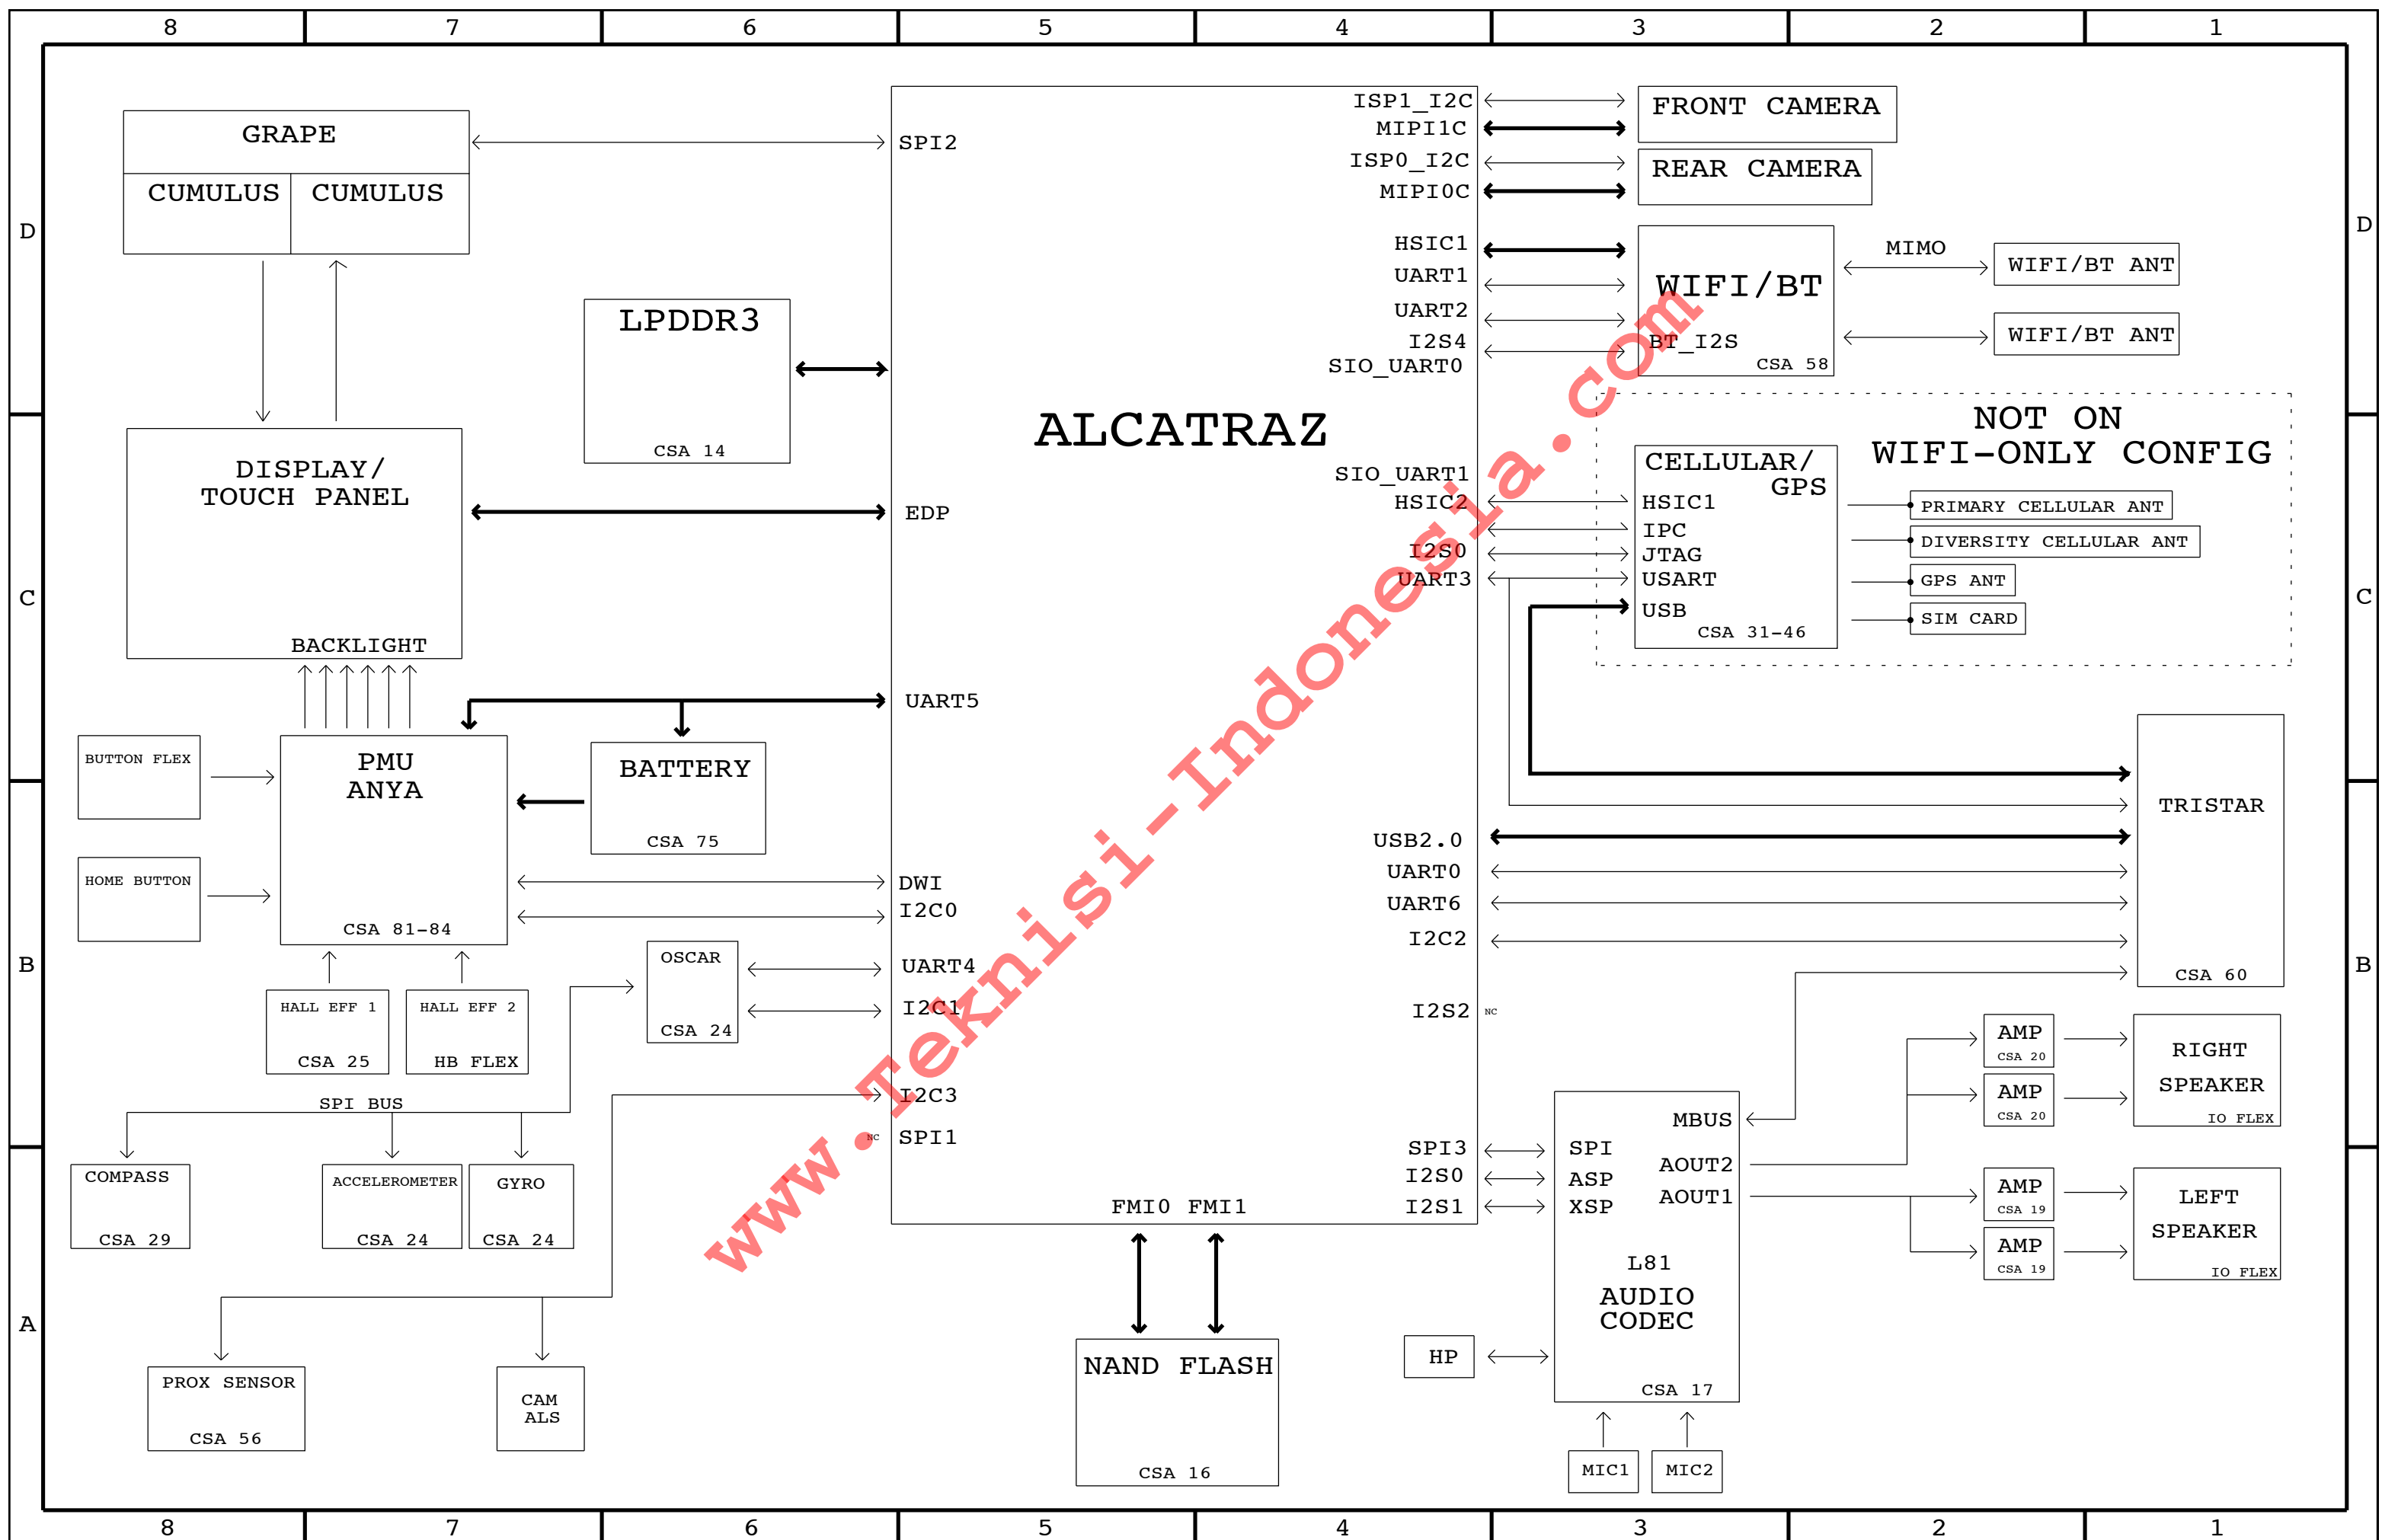 8 7 6 5 4 3 2 1
D
C
B
A
GRAPE
CUMULUS
CUMULUS
SPI2
LPDDR3
CSA 14
DISPLAY/
TOUCH PANEL
BACKLIGHT
EDP
UART5
BUTTON FLEX
HOME BUTTON
PMU
ANYA
CSA 81-84
BATTERY
CSA 75
DWI
I2C0
OSCAR
CSA 24
UART4
I2C1
HALL EFF 1
CSA 25
HALL EFF 2
HB FLEX
SPI BUS
I2C3
NC
SPI1
COMPASS
CSA 29
ACCELEROMETER
CSA 24
GYRO
CSA 24
PROX SENSOR
CSA 56
CAM
ALS
ALCATRAZ
FMI0 FMI1
NAND FLASH
CSA 16
ISP1_I2C
MIPI1C
ISP0_I2C
MIPI0C
HSIC1
UART1
UART2
I2S4
SIO_UART0
SIO_UART1
HSIC2
I2S0
UART3
USB2.0
UART0
UART6
I2C2
I2S2
NC
SPI3
I2S0
I2S1
FRONT CAMERA
REAR CAMERA
WIFI/BT
BT_I2S
CSA 58
MIMO
WIFI/BT ANT
WIFI/BT ANT
NOT ON
WIFI-ONLY CONFIG
CELLULAR/
GPS
HSIC1
IPC
JTAG
USART
USB
CSA 31-46
PRIMARY CELLULAR ANT
DIVERSITY CELLULAR ANT
GPS ANT
SIM CARD
TRISTAR
CSA 60
AMP
CSA 20
AMP
CSA 20
RIGHT
SPEAKER
IO FLEX
MBUS
SPI
ASP
XSP
AOUT2
AOUT1
L81
AUDIO
CODEC
CSA 17
AMP
CSA 19
AMP
CSA 19
LEFT
SPEAKER
IO FLEX
HP
MIC1
MIC2
www.Teknisi-Indonesia.com
D
C
B
A
8 7 6 5 4 3 2 1